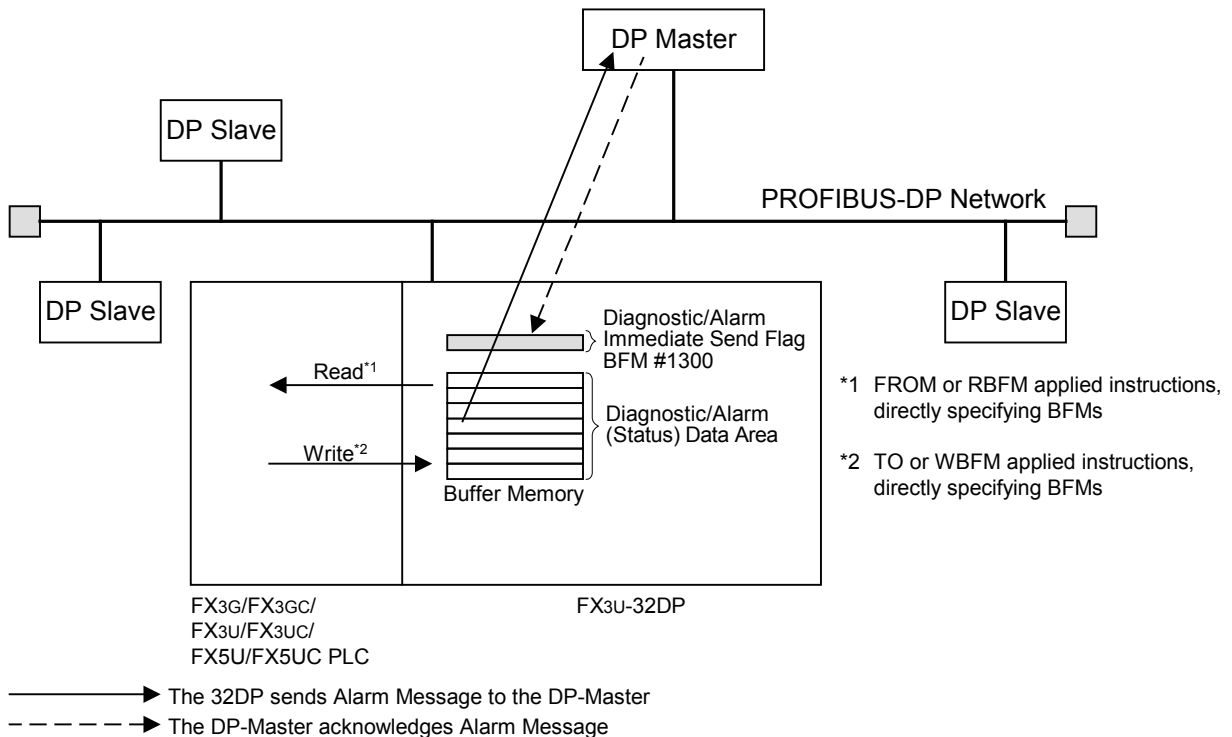 DP Master
DP Slave
PROFIBUS-DP Network
DP Slave
DP Slave
Diagnostic/Alarm
Immediate Send Flag
BFM #1300
Read*1
Diagnostic/Alarm
(Status) Data Area
Write*2
Buffer Memory
*1 FROM or RBFM applied instructions,
directly specifying BFMs
*2 TO or WBFM applied instructions,
directly specifying BFMs
FX3G/FX3GC/
FX3U/FX3UC/
FX5U/FX5UC PLC
FX3U-32DP
The 32DP sends Alarm Message to the DP-Master
The DP-Master acknowledges Alarm Message